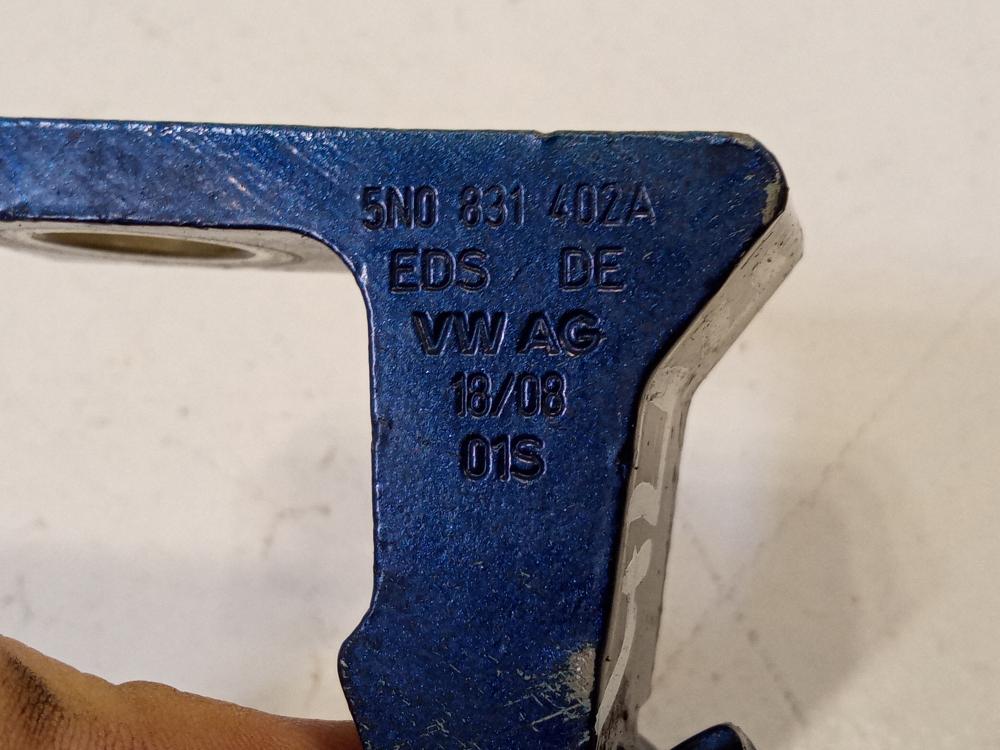 5N0 831 402A
EDS DE
VW AG
18/08
01S